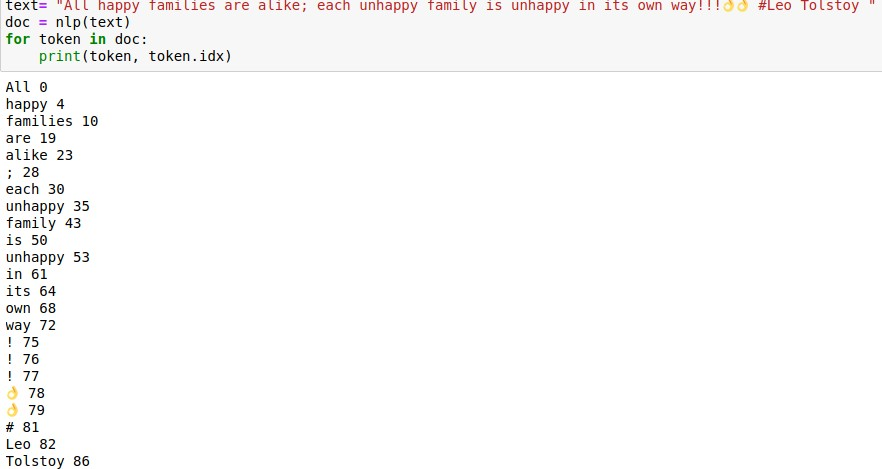 text= "All happy families are alike; each unhappy family is unhappy in its own way!!!👌👌 #Leo Tolstoy "
doc = nlp(text)
for token in doc:
    print(token, token.idx)
All 0
happy 4
families 10
are 19
alike 23
; 28
each 30
unhappy 35
family 43
is 50
unhappy 53
in 61
its 64
own 68
way 72
! 75
! 76
! 77
👌 78
👌 79
# 81
Leo 82
Tolstoy 86